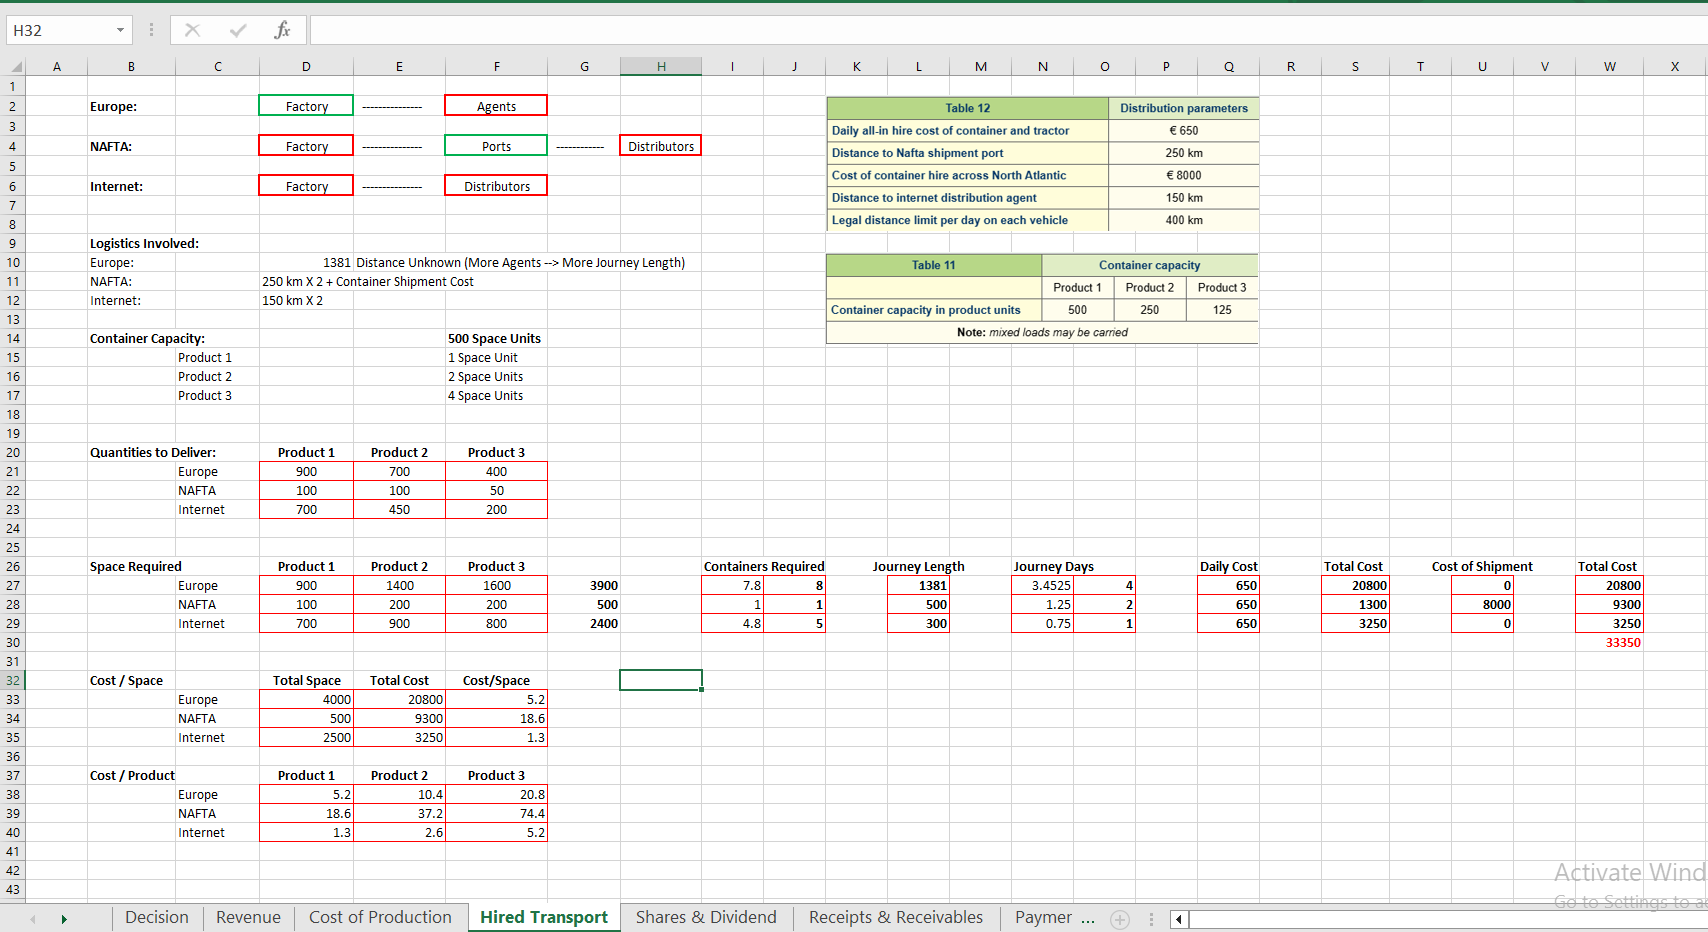 H32 fx
A B C D E F G H I J K L M N O P Q R S T U V W X
1
2 Europe: Factory --------------- Agents Table 12 Distribution parameters
3 Daily all-in hire cost of container and tractor € 650
4 NAFTA: Factory --------------- Ports ------------ Distributors Distance to Nafta shipment port 250 km
5 Cost of container hire across North Atlantic € 8000
6 Internet: Factory --------------- Distributors Distance to internet distribution agent 150 km
7 Legal distance limit per day on each vehicle 400 km
8
9 Logistics Involved:
10 Europe: 1381 Distance Unknown (More Agents --> More Journey Length) Table 11 Container capacity
11 NAFTA: 250 km X 2 + Container Shipment Cost Product 1 Product 2 Product 3
12 Internet: 150 km X 2 Container capacity in product units 500 250 125
13 Note: mixed loads may be carried
14 Container Capacity: 500 Space Units
15 Product 1 1 Space Unit
16 Product 2 2 Space Units
17 Product 3 4 Space Units
18
19
20 Quantities to Deliver: Product 1 Product 2 Product 3
21 Europe 900 700 400
22 NAFTA 100 100 50
23 Internet 700 450 200
24
25
26 Space Required Product 1 Product 2 Product 3 Containers Required Journey Length Journey Days Daily Cost Total Cost Cost of Shipment Total Cost
27 Europe 900 1400 1600 3900 7.8 8 1381 3.4525 4 650 20800 0 20800
28 NAFTA 100 200 200 500 1 1 500 1.25 2 650 1300 8000 9300
29 Internet 700 900 800 2400 4.8 5 300 0.75 1 650 3250 0 3250
30 33350
31
32 Cost / Space Total Space Total Cost Cost/Space
33 Europe 4000 20800 5.2
34 NAFTA 500 9300 18.6
35 Internet 2500 3250 1.3
36
37 Cost / Product Product 1 Product 2 Product 3
38 Europe 5.2 10.4 20.8
39 NAFTA 18.6 37.2 74.4
40 Internet 1.3 2.6 5.2
41
42 Activate Wind
43 Go to Settings to a
Decision Revenue Cost of Production Hired Transport Shares & Dividend Receipts & Receivables Paymer ...